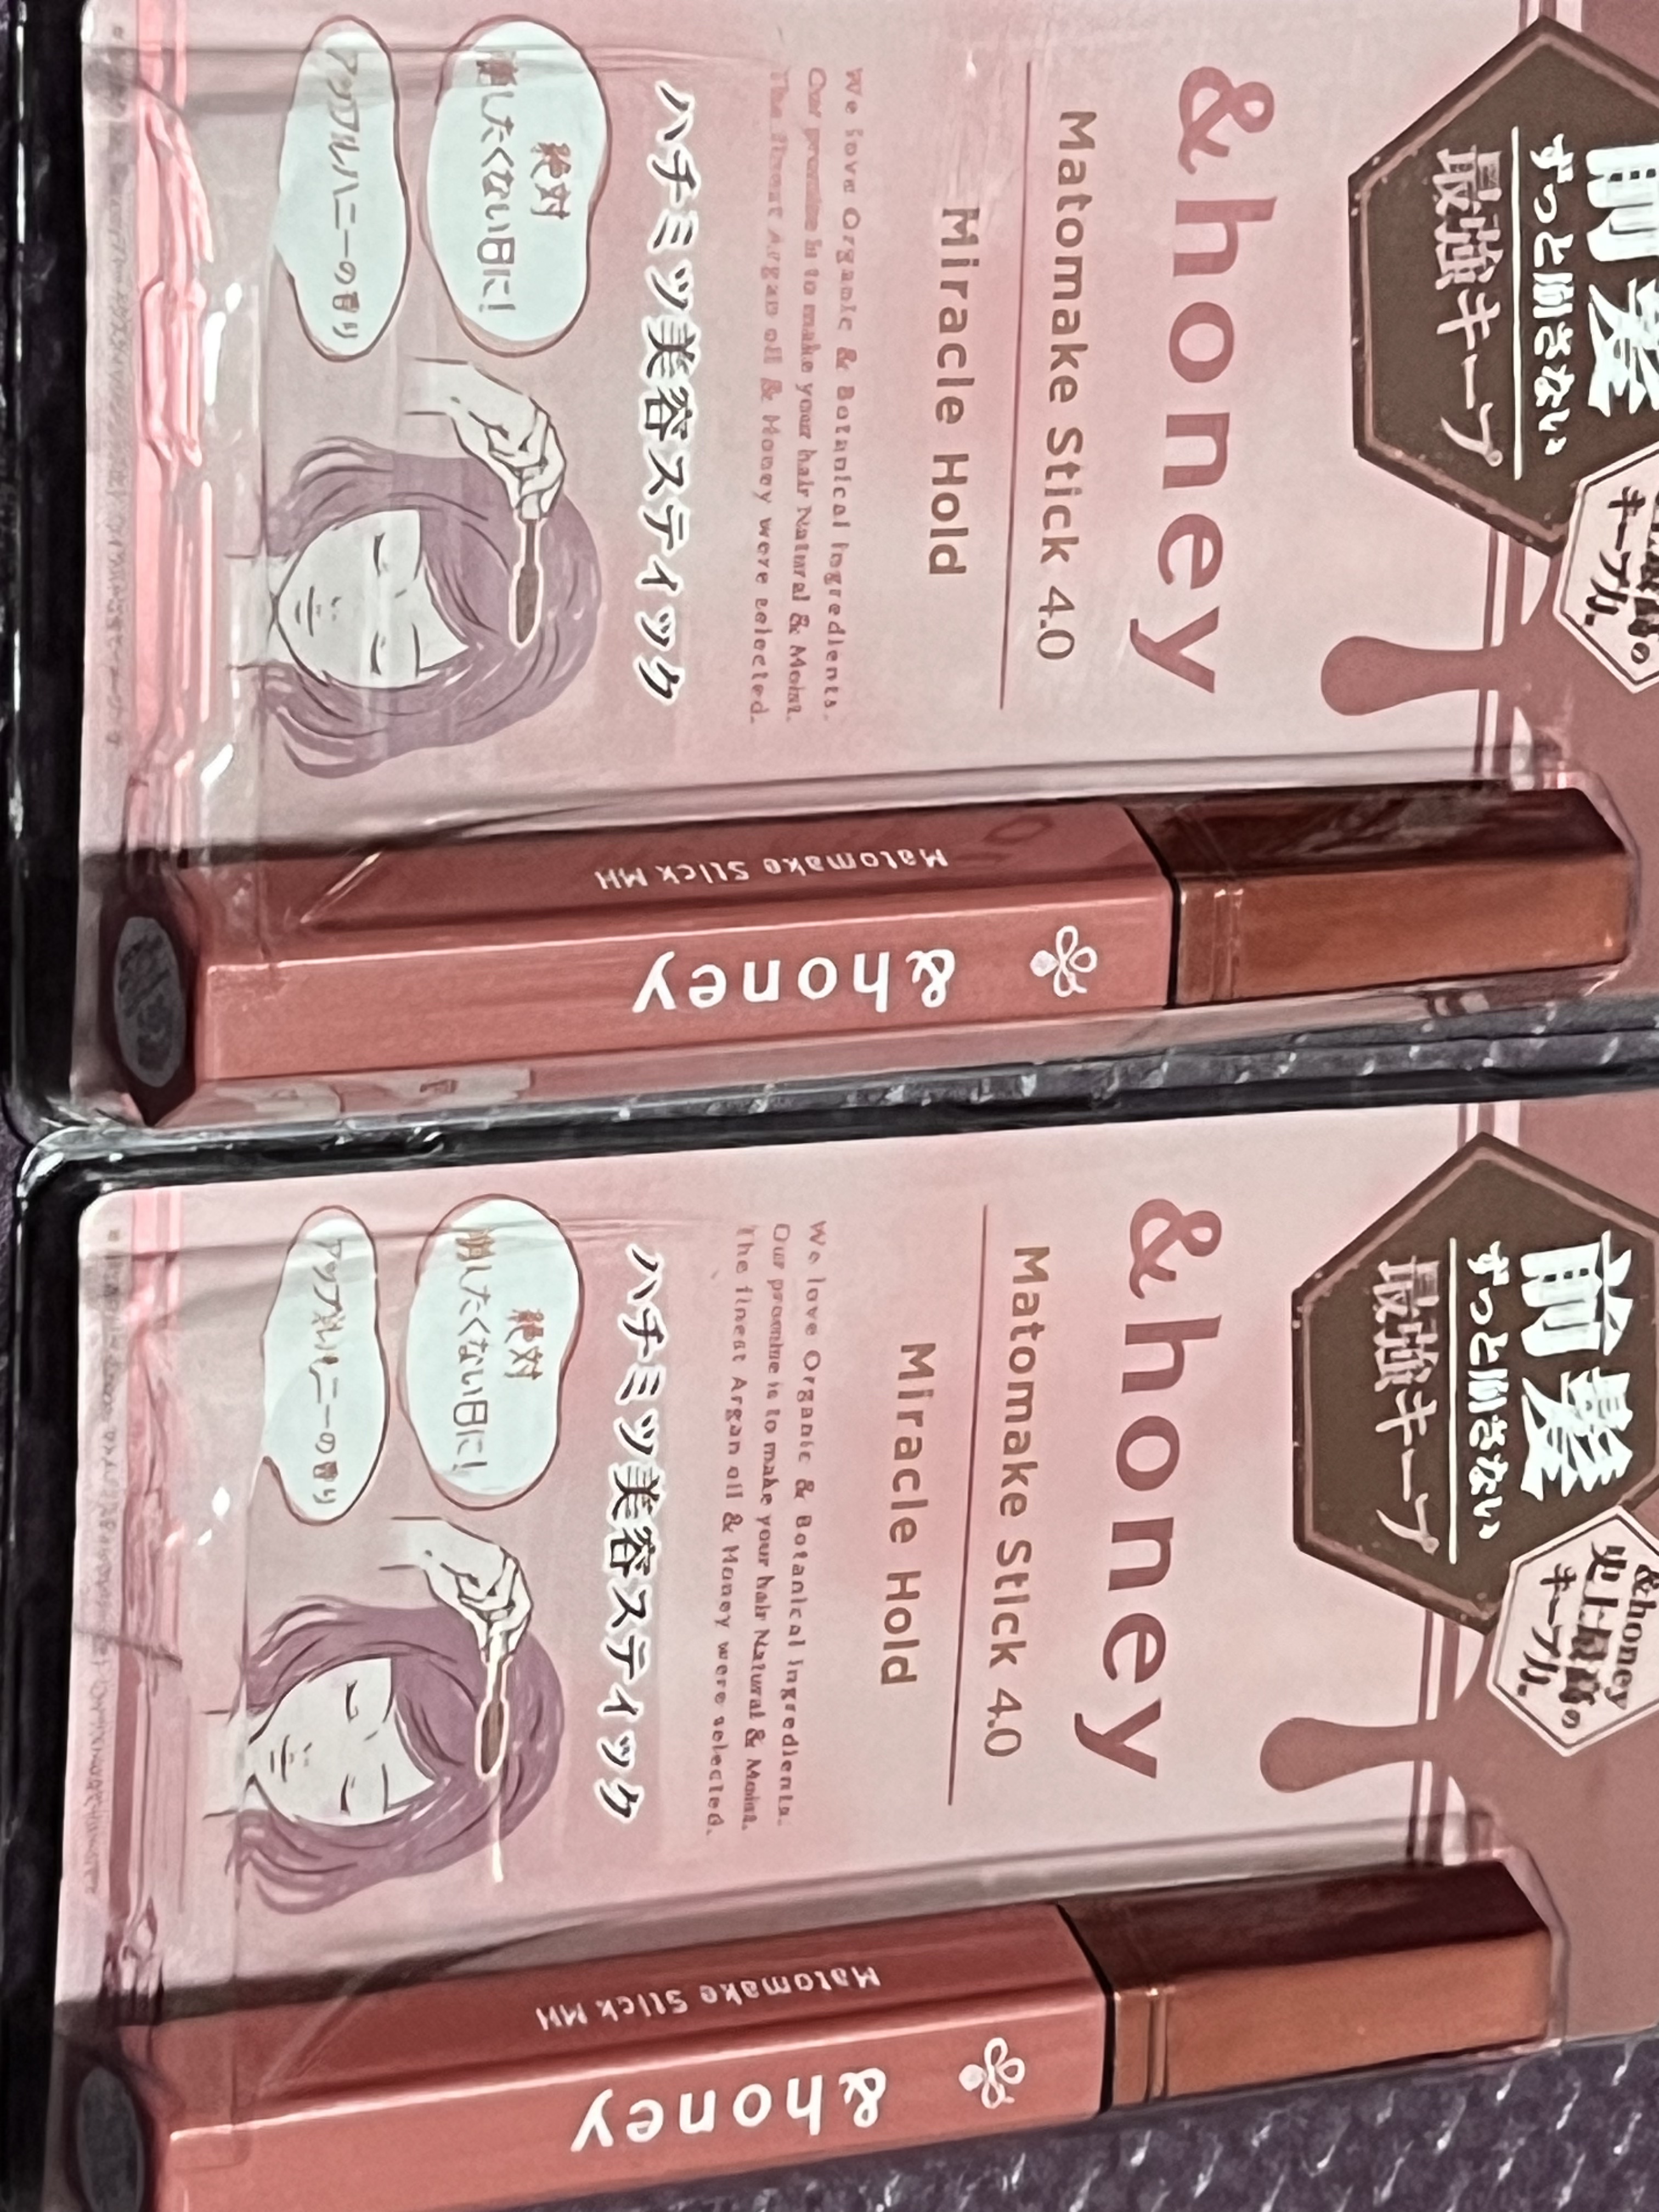 前髪
ずっと崩さない
最強キープ
キープ力。
&honey
Matomake Stick 4.0
Miracle Hold
We love Organic & Botanical Ingredients.
Our promise is to make your hair Natural & Moist.
The finest Argan oil & Honey were selected.
ハチミツ美容スティック
絶対
崩したくない日に!
アップルハニーの香り
Matomake Stick MH
&honey
前髪
ずっと崩さない
最強キープ
&honey
史上最高の
キープ力。
&honey
Matomake Stick 4.0
Miracle Hold
We love Organic & Botanical Ingredients.
Our promise is to make your hair Natural & Moist.
The finest Argan oil & Honey were selected.
ハチミツ美容スティック
絶対
崩したくない日に!
アップルハニーの香り
Matomake Stick MH
&honey